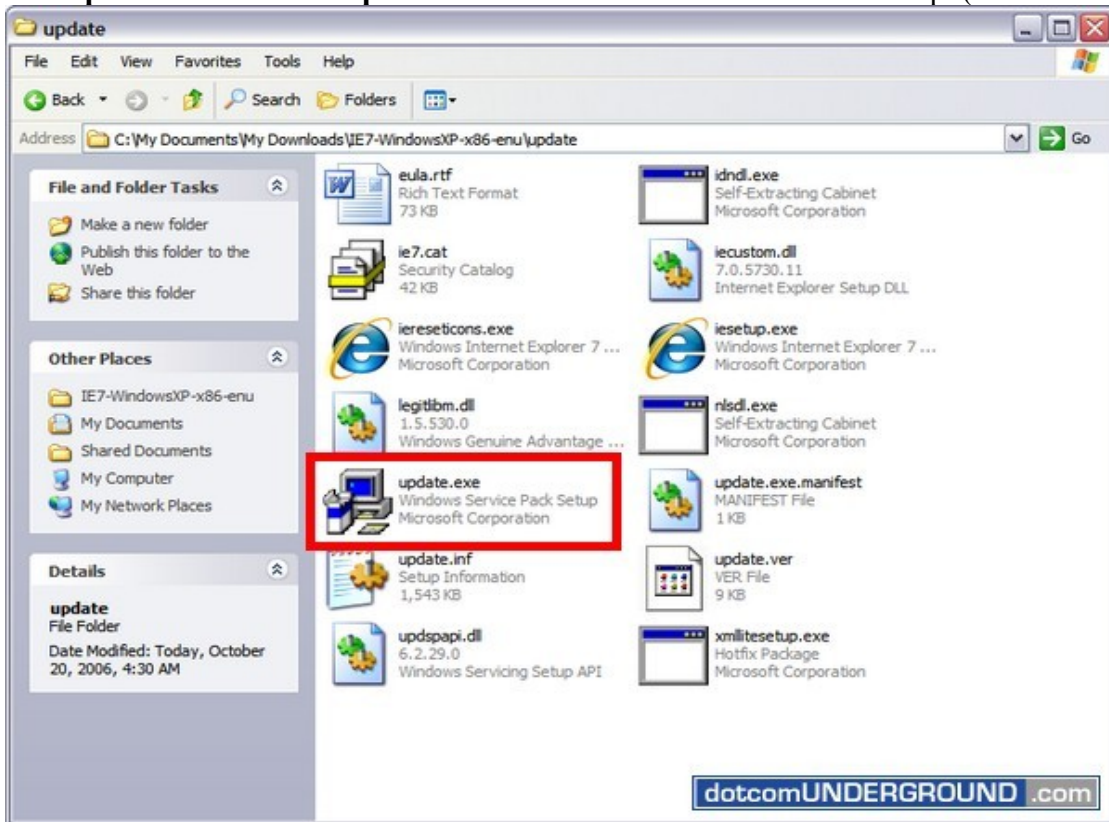 update
File Edit View Favorites Tools Help
Back Search Folders
Address C:\My Documents\My Downloads\IE7-WindowsXP-x86-enu\update Go
File and Folder Tasks
Make a new folder
Publish this folder to the
Web
Share this folder
Other Places
IE7-WindowsXP-x86-enu
My Documents
Shared Documents
My Computer
My Network Places
Details
update
File Folder
Date Modified: Today, October
20, 2006, 4:30 AM
eula.rtf
Rich Text Format
73 KB
idndl.exe
Self-Extracting Cabinet
Microsoft Corporation
ie7.cat
Security Catalog
42 KB
iecustom.dll
7.0.5730.11
Internet Explorer Setup DLL
iereseticons.exe
Windows Internet Explorer 7 ...
Microsoft Corporation
iesetup.exe
Windows Internet Explorer 7 ...
Microsoft Corporation
legitlibm.dll
1.5.530.0
Windows Genuine Advantage ...
nlsdl.exe
Self-Extracting Cabinet
Microsoft Corporation
update.exe
Windows Service Pack Setup
Microsoft Corporation
update.exe.manifest
MANIFEST File
1 KB
update.inf
Setup Information
1,543 KB
update.ver
VER File
9 KB
updspapi.dll
6.2.29.0
Windows Servicing Setup API
xmllitesetup.exe
Hotfix Package
Microsoft Corporation
dotcomUNDERGROUND .com